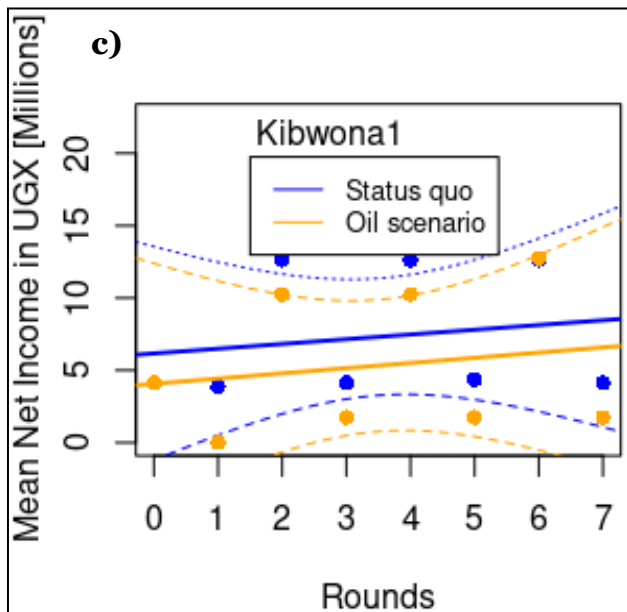 c)
Mean Net Income in UGX [Millions]
Kibwona1
Status quo
Oil scenario
20
15
10
5
0
0 1 2 3 4 5 6 7
Rounds